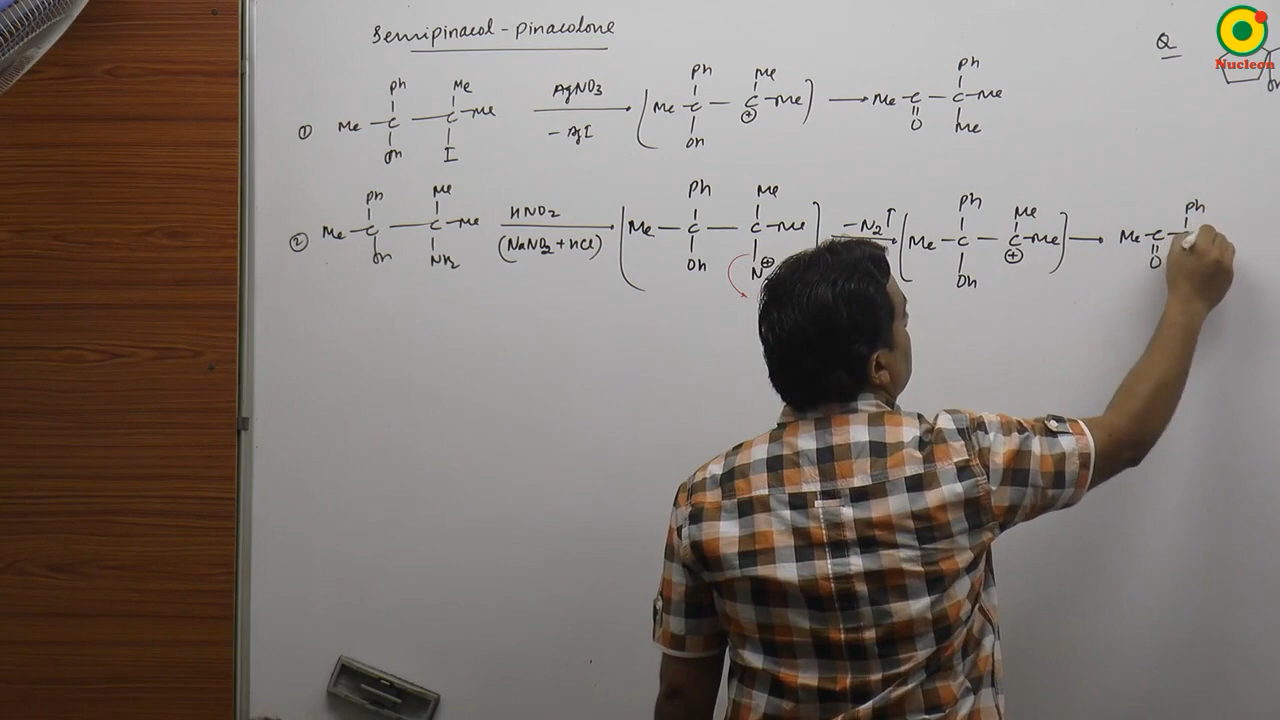 Semipinacol-pinacolone
Q
Nucleon
① Me - C - C - Me
Ph Me
OH I
AgNO3
- AgI
(Me - C - C - Me)
Ph Me
OH ⊕
→ Me - C - C - Me
Ph
O Me
② Me - C - C - Me
Ph Me
OH NH2
HNO2
(NaNO2 + HCl)
(Me - C - C - Me)
Ph Me
OH N⊕
- N2 ↑
(Me - C - C - Me)
Ph Me
OH ⊕
→ Me - C -
Ph
O